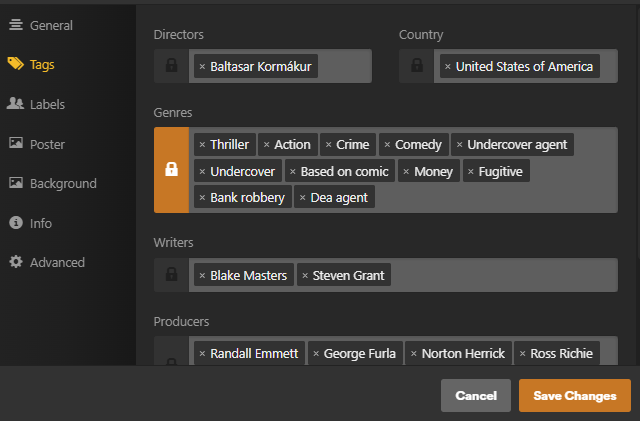 General
Tags
Labels
Poster
Background
Info
Advanced
Directors Country
× Baltasar Kormákur × United States of America
Genres
× Thriller × Action × Crime × Comedy × Undercover agent
× Undercover × Based on comic × Money × Fugitive
× Bank robbery × Dea agent
Writers
× Blake Masters × Steven Grant
Producers
× Randall Emmett × George Furla × Norton Herrick × Ross Richie
Cancel Save Changes